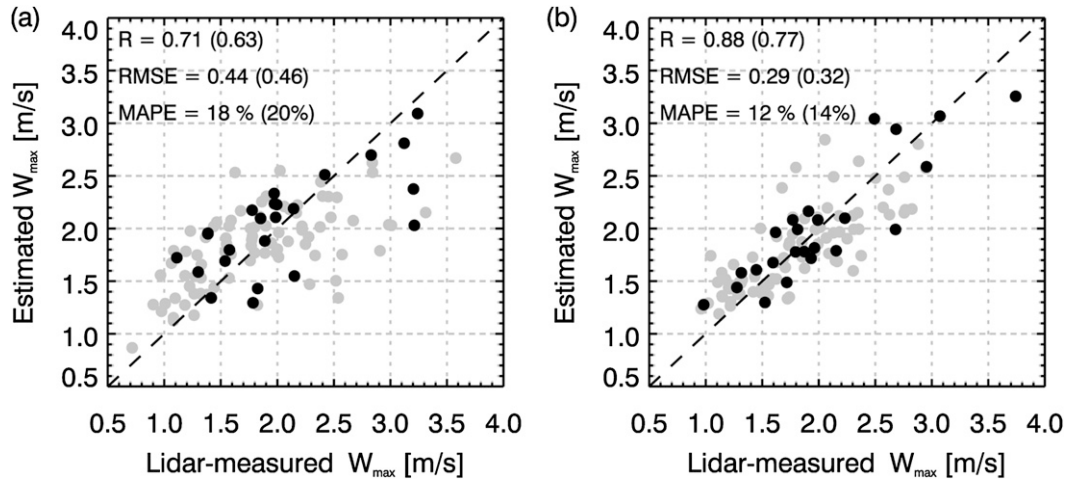 (a)
R = 0.71 (0.63)
RMSE = 0.44 (0.46)
MAPE = 18 % (20%)
4.0
3.5
3.0
2.5
2.0
1.5
1.0
0.5
Estimated Wmax [m/s]
0.5 1.0 1.5 2.0 2.5 3.0 3.5 4.0
Lidar-measured Wmax [m/s]
(b)
R = 0.88 (0.77)
RMSE = 0.29 (0.32)
MAPE = 12 % (14%)
4.0
3.5
3.0
2.5
2.0
1.5
1.0
0.5
Estimated Wmax [m/s]
0.5 1.0 1.5 2.0 2.5 3.0 3.5 4.0
Lidar-measured Wmax [m/s]